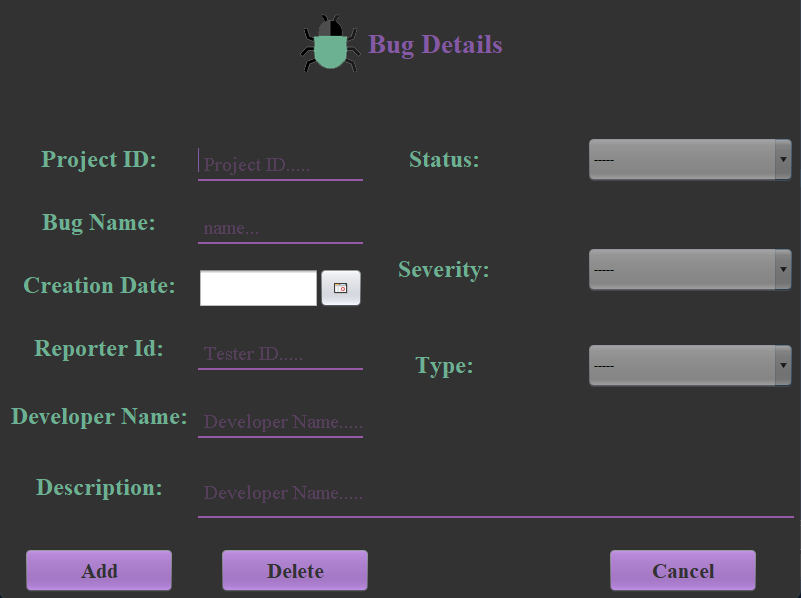 Bug Details
Project ID: Project ID..... Status: -----
Bug Name: name...
Creation Date: Severity: -----
Reporter Id: Tester ID..... Type: -----
Developer Name: Developer Name.....
Description: Developer Name.....
Add Delete Cancel